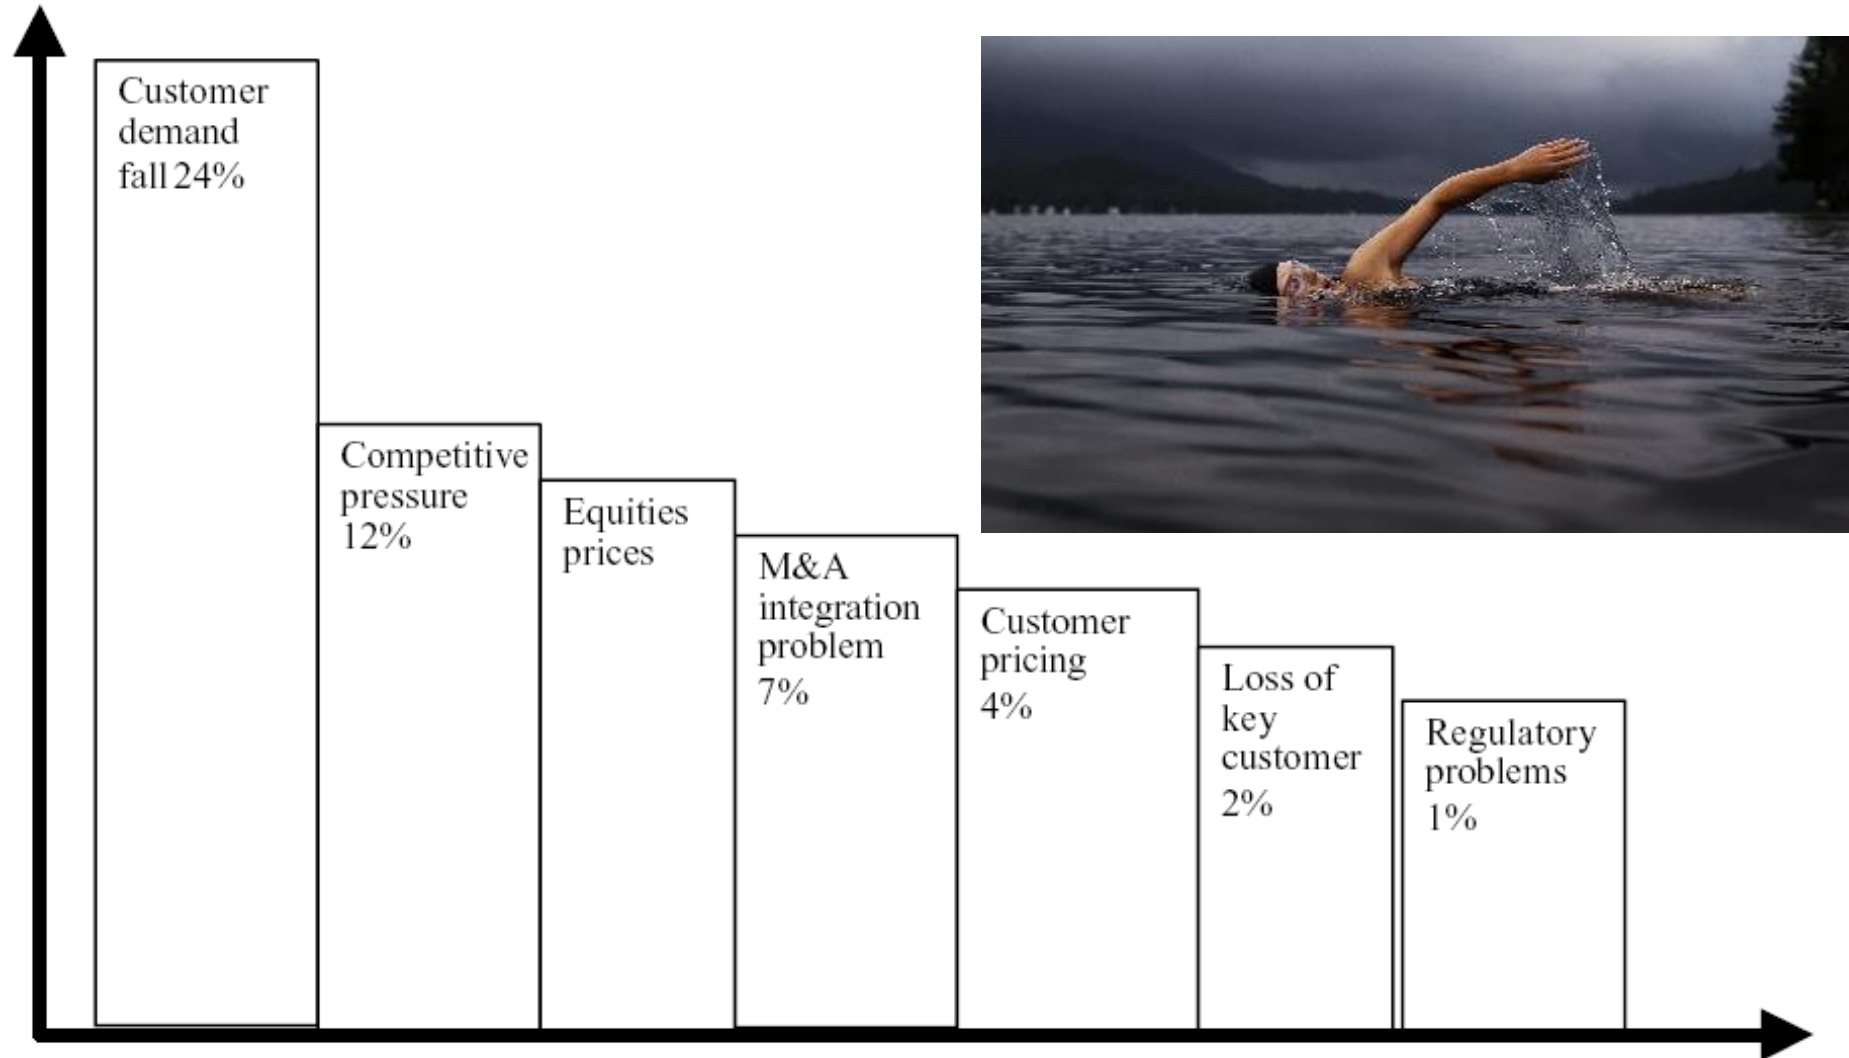 Customer
demand
fall 24%
Competitive
pressure
12%
Equities
prices
M&A
integration
problem
7%
Customer
pricing
4%
Loss of
key
customer
2%
Regulatory
problems
1%